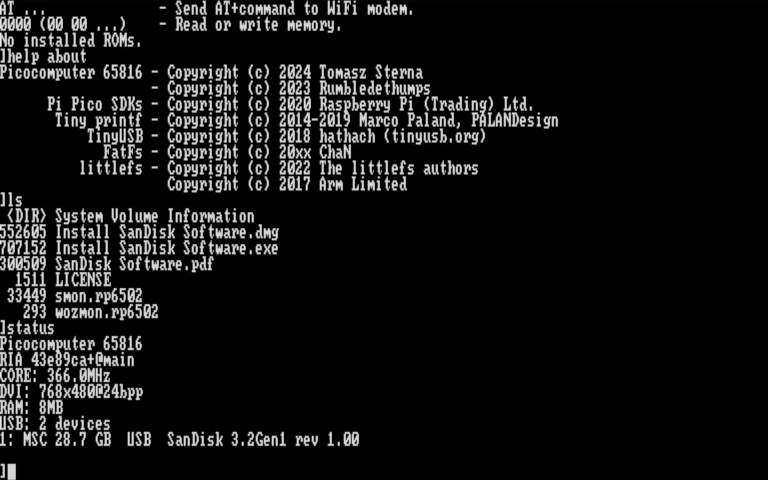 AT ...             - Send AT+command to WiFi modem.
0000 (00 00 ...)   - Read or write memory.
No installed ROMs.
]help about
Picocomputer 65816 - Copyright (c) 2024 Tomasz Sterna
                   - Copyright (c) 2023 Rumbledethumps
      Pi Pico SDKs - Copyright (c) 2020 Raspberry Pi (Trading) Ltd.
       Tiny printf - Copyright (c) 2014-2019 Marco Paland, PALANDesign
           TinyUSB - Copyright (c) 2018 hathach (tinyusb.org)
             FatFs - Copyright (c) 20xx ChaN
          littlefs - Copyright (c) 2022 The littlefs authors
                     Copyright (c) 2017 Arm Limited
]ls
 <DIR> System Volume Information
552605 Install SanDisk Software.dmg
707152 Install SanDisk Software.exe
300509 SanDisk Software.pdf
  1511 LICENSE
 33449 smon.rp6502
   293 wozmon.rp6502
]status
Picocomputer 65816
RIA 43e89ca+@main
CORE: 366.0MHz
DVI: 768x480@24bpp
RAM: 8MB
USB: 2 devices
1: MSC 28.7 GB  USB  SanDisk 3.2Gen1 rev 1.00
]